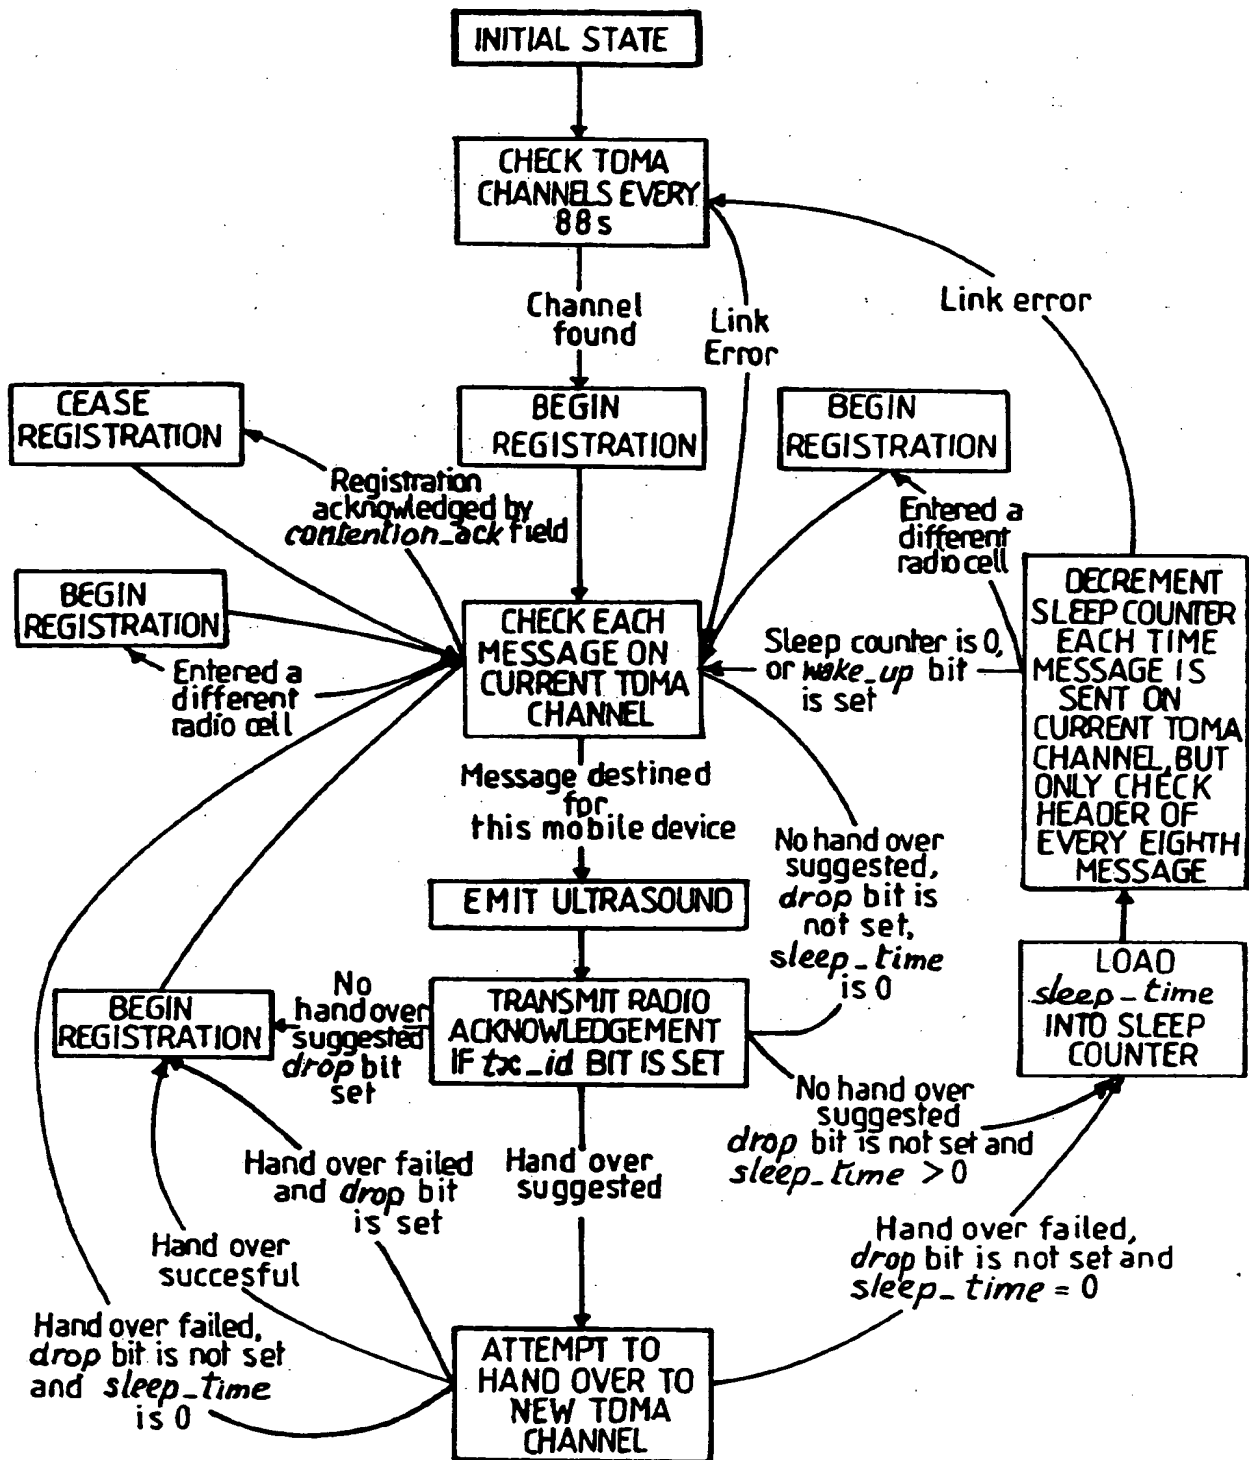 INITIAL STATE
CHECK TDMA
CHANNELS EVERY
88s
Channel
found
Link
Error
Link error
CEASE
REGISTRATION
BEGIN
REGISTRATION
BEGIN
REGISTRATION
Registration
acknowledged by
contention_ack field
Entered a
different
radio cell
BEGIN
REGISTRATION
Entered a
different
radio cell
CHECK EACH
MESSAGE ON
CURRENT TDMA
CHANNEL
Sleep counter is 0,
or wake_up bit
is set
DECREMENT
SLEEP COUNTER
EACH TIME
MESSAGE IS
SENT ON
CURRENT TDMA
CHANNEL, BUT
ONLY CHECK
HEADER OF
EVERY EIGHTH
MESSAGE
Message destined
for
this mobile device
No hand over
suggested,
drop bit is
not set,
sleep_time
is 0
EMIT ULTRASOUND
LOAD
sleep_time
INTO SLEEP
COUNTER
BEGIN
REGISTRATION
No
hand over
suggested
drop bit
set
TRANSMIT RADIO
ACKNOWLEDGEMENT
IF tx_id BIT IS SET
No hand over
suggested
drop bit is not set and
sleep_time > 0
Hand over failed
and drop bit
is set
Hand over
suggested
Hand over
succesful
Hand over failed,
drop bit is not set and
sleep_time = 0
Hand over failed,
drop bit is not set
and sleep_time
is 0
ATTEMPT TO
HAND OVER TO
NEW TDMA
CHANNEL